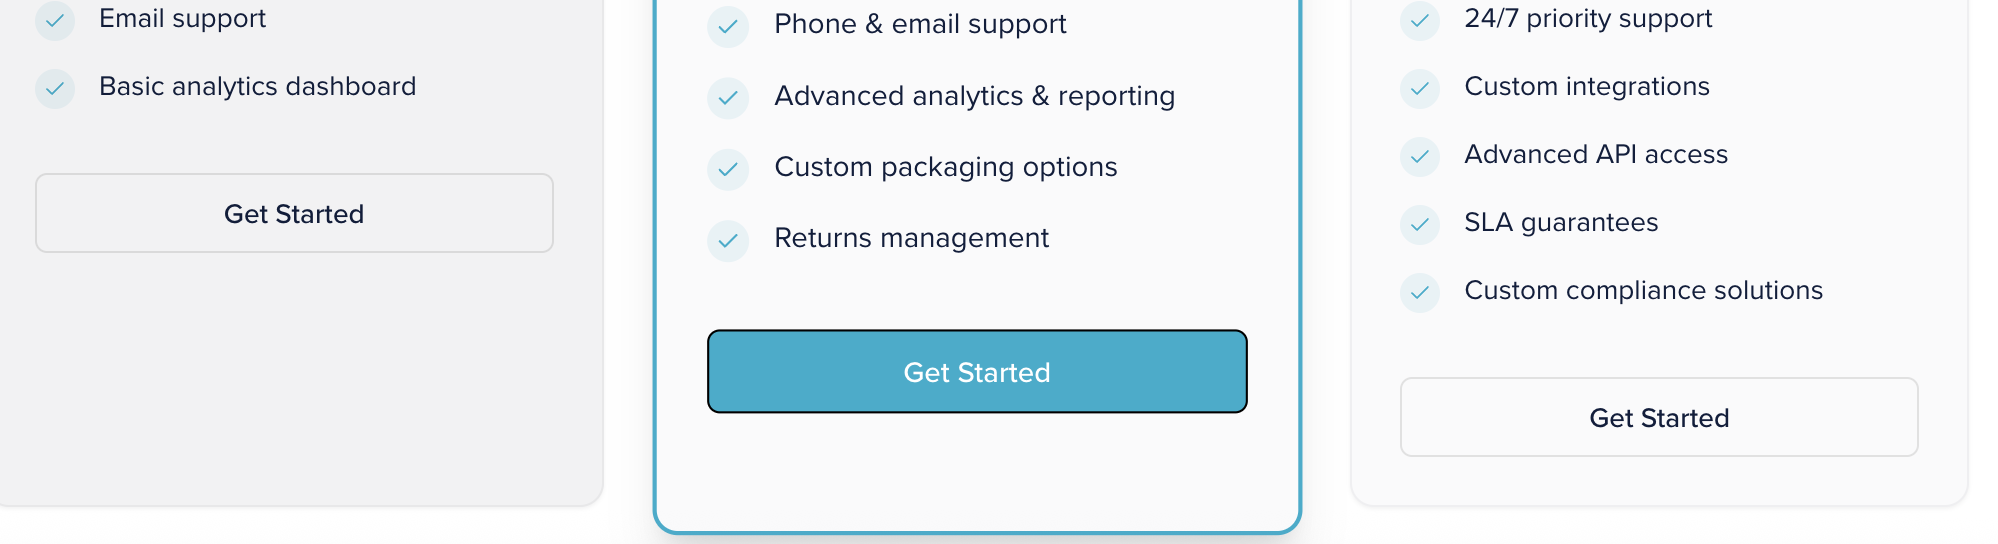 Email support
Basic analytics dashboard
Get Started
Phone & email support
Advanced analytics & reporting
Custom packaging options
Returns management
Get Started
24/7 priority support
Custom integrations
Advanced API access
SLA guarantees
Custom compliance solutions
Get Started